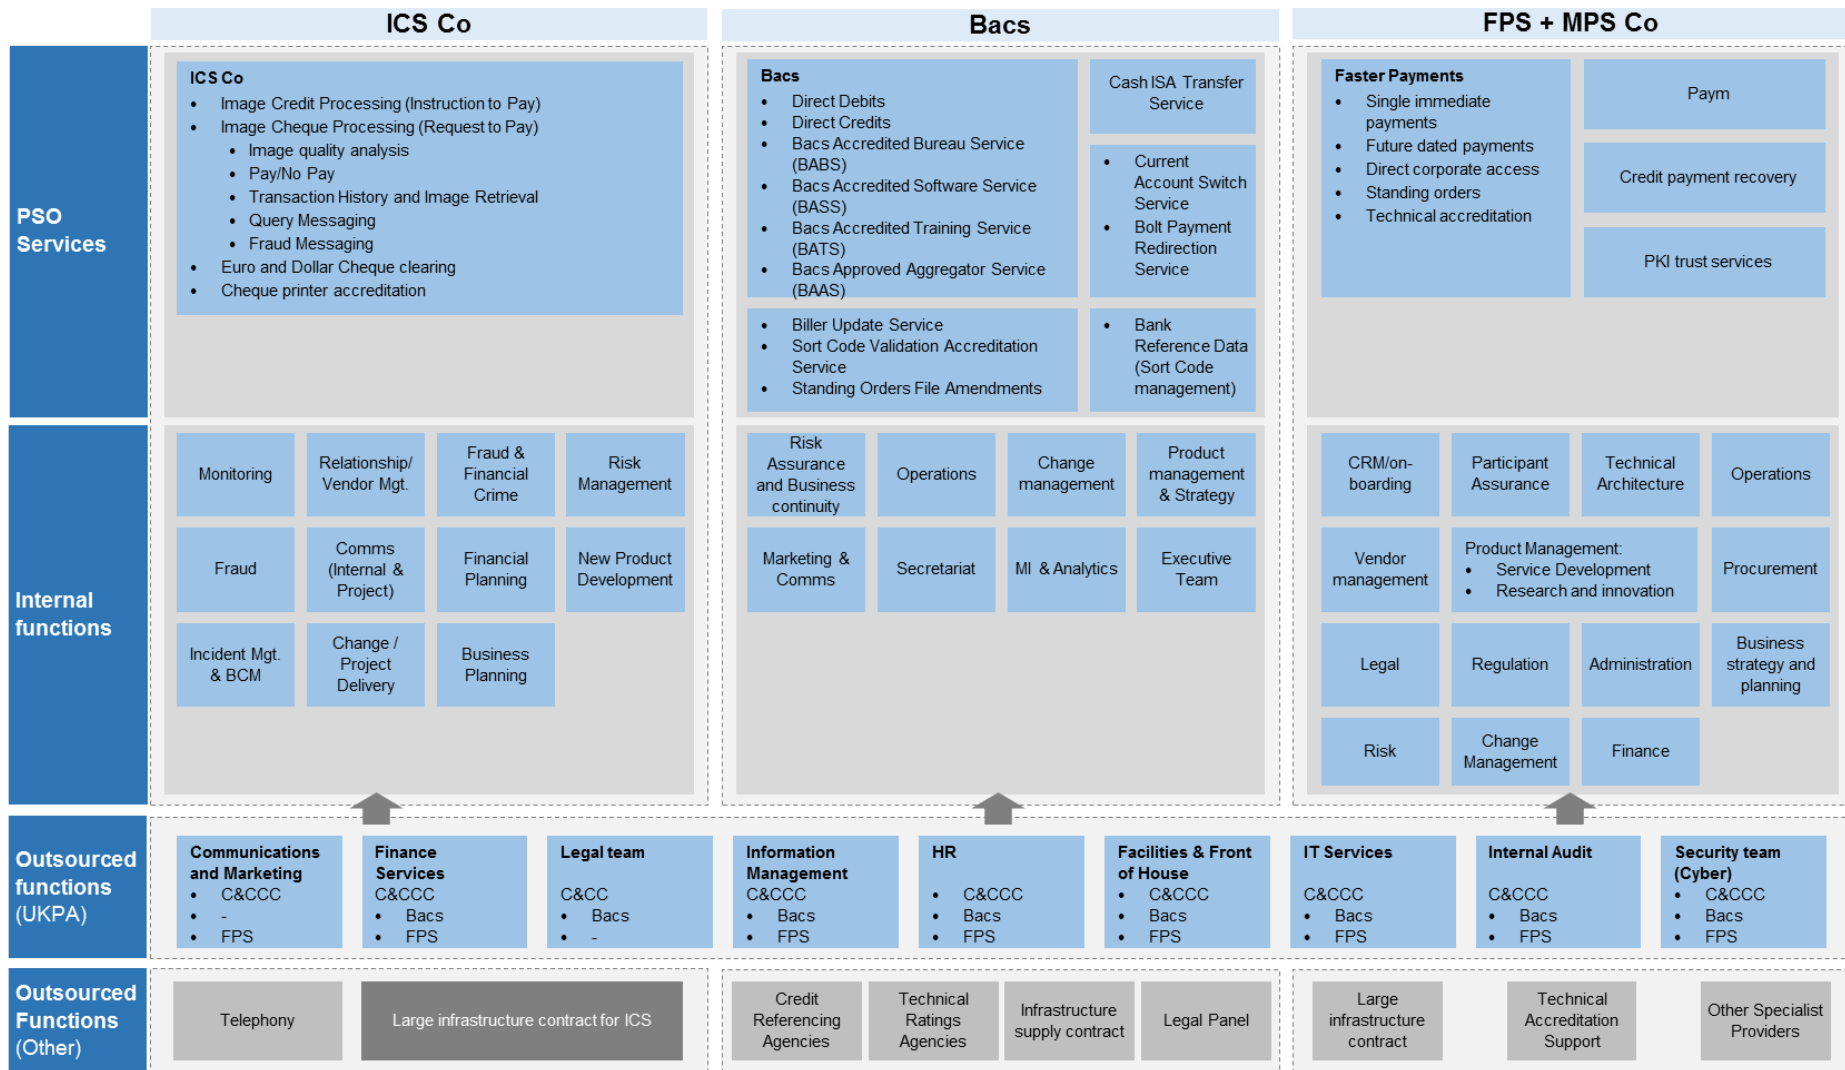 ICS Co
Bacs
FPS + MPS Co
PSO
Services
ICS Co
• Image Credit Processing (Instruction to Pay)
• Image Cheque Processing (Request to Pay)
• Image quality analysis
• Pay/No Pay
• Transaction History and Image Retrieval
• Query Messaging
• Fraud Messaging
• Euro and Dollar Cheque clearing
• Cheque printer accreditation
Bacs
• Direct Debits
• Direct Credits
• Bacs Accredited Bureau Service
(BABS)
• Bacs Accredited Software Service
(BASS)
• Bacs Accredited Training Service
(BATS)
• Bacs Approved Aggregator Service
(BAAS)
Cash ISA Transfer
Service
• Current
Account Switch
Service
• Bolt Payment
Redirection
Service
• Biller Update Service
• Sort Code Validation Accreditation
Service
• Standing Orders File Amendments
• Bank
Reference Data
(Sort Code
management)
Faster Payments
• Single immediate
payments
• Future dated payments
• Direct corporate access
• Standing orders
• Technical accreditation
Paym
Credit payment recovery
PKI trust services
Internal
functions
Monitoring
Relationship/
Vendor Mgt.
Fraud &
Financial
Crime
Risk
Management
Fraud
Comms
(Internal &
Project)
Financial
Planning
New Product
Development
Incident Mgt.
& BCM
Change /
Project
Delivery
Business
Planning
Risk
Assurance
and Business
continuity
Operations
Change
management
Product
management
& Strategy
Marketing &
Comms
Secretariat
MI & Analytics
Executive
Team
CRM/on-
boarding
Participant
Assurance
Technical
Architecture
Operations
Vendor
management
Product Management:
• Service Development
• Research and innovation
Procurement
Legal
Regulation
Administration
Business
strategy and
planning
Risk
Change
Management
Finance
Outsourced
functions
(UKPA)
Communications
and Marketing
• C&CCC
• -
• FPS
Finance
Services
C&CCC
• Bacs
• FPS
Legal team
C&CC
• Bacs
• -
Information
Management
C&CCC
• Bacs
• FPS
HR
• C&CCC
• Bacs
• FPS
Facilities & Front
of House
• C&CCC
• Bacs
• FPS
IT Services
C&CCC
• Bacs
• FPS
Internal Audit
C&CCC
• Bacs
• FPS
Security team
(Cyber)
• C&CCC
• Bacs
• FPS
Outsourced
Functions
(Other)
Telephony
Large infrastructure contract for ICS
Credit
Referencing
Agencies
Technical
Ratings
Agencies
Infrastructure
supply contract
Legal Panel
Large
infrastructure
contract
Technical
Accreditation
Support
Other Specialist
Providers